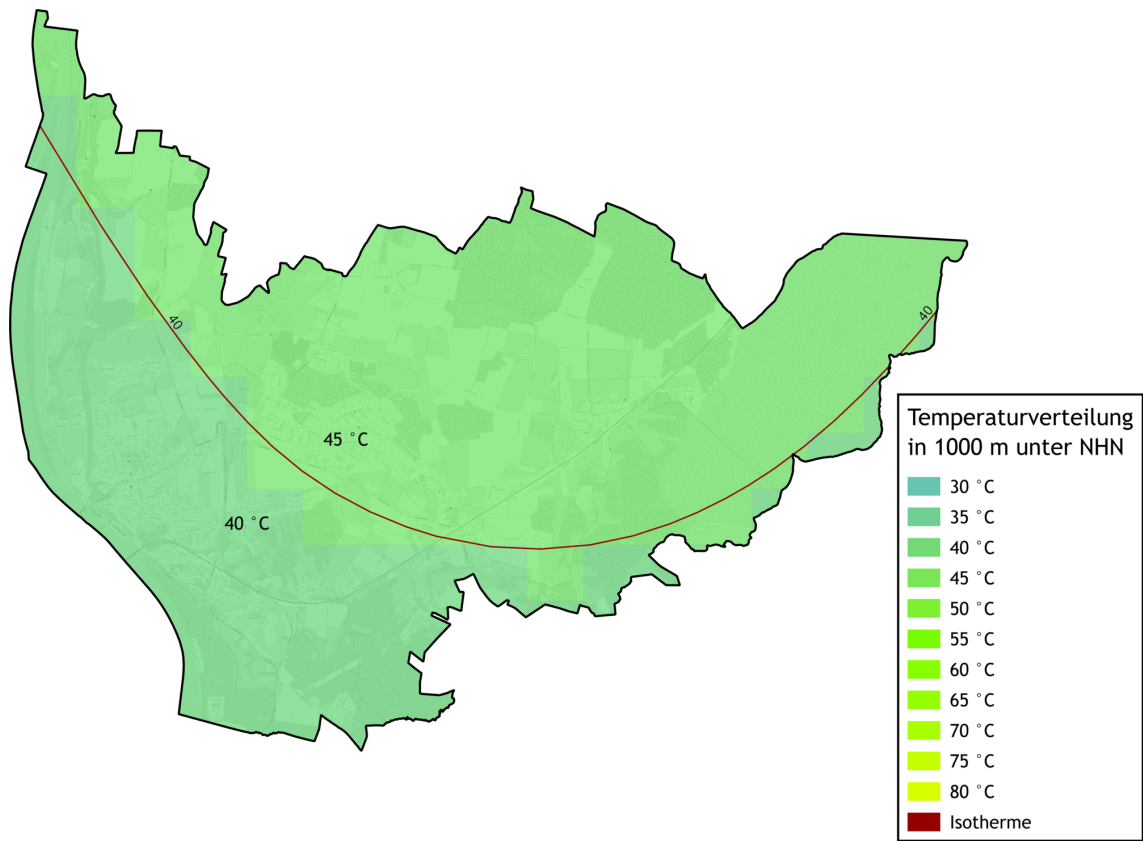 40
40
45 °C
40 °C
Temperaturverteilung
in 1000 m unter NHN
30 °C
35 °C
40 °C
45 °C
50 °C
55 °C
60 °C
65 °C
70 °C
75 °C
80 °C
Isotherme